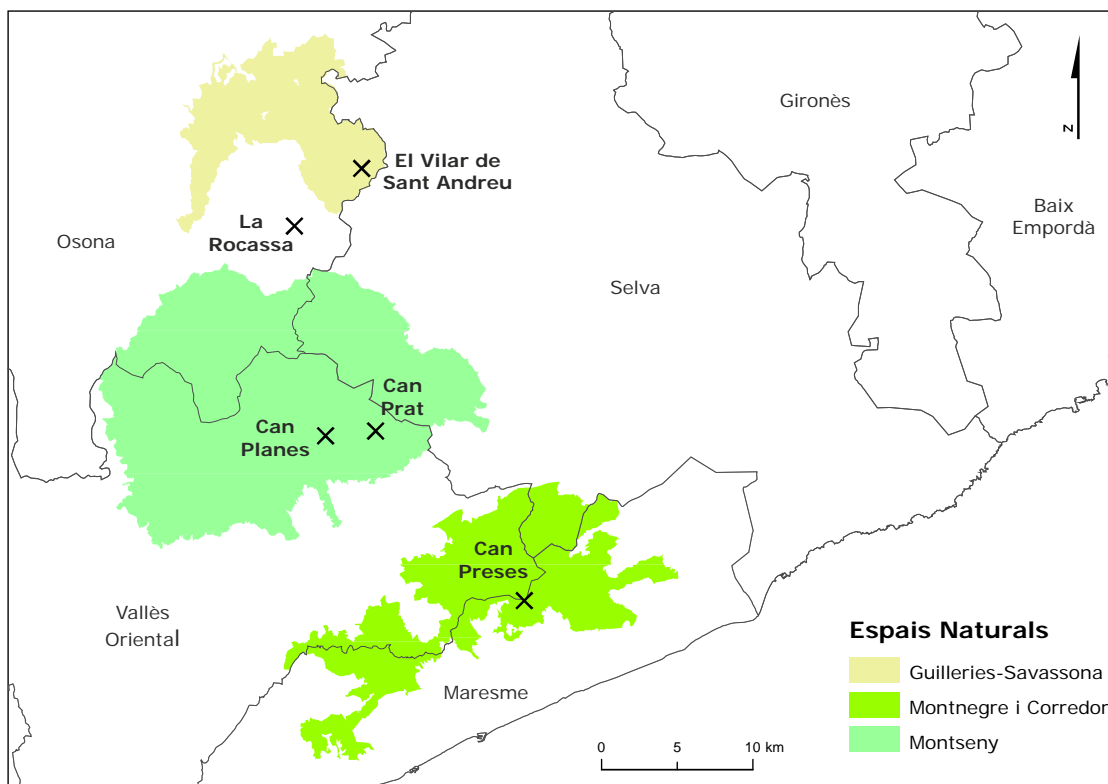 Gironès
N
El Vilar de
Sant Andreu
La
Rocassa
Osona
Baix
Empordà
Selva
Can
Prat
Can
Planes
Can
Preses
Vallès
Oriental
Maresme
Espais Naturals
Guilleries-Savassona
Montnegre i Corredor
Montseny
0 5 10 km